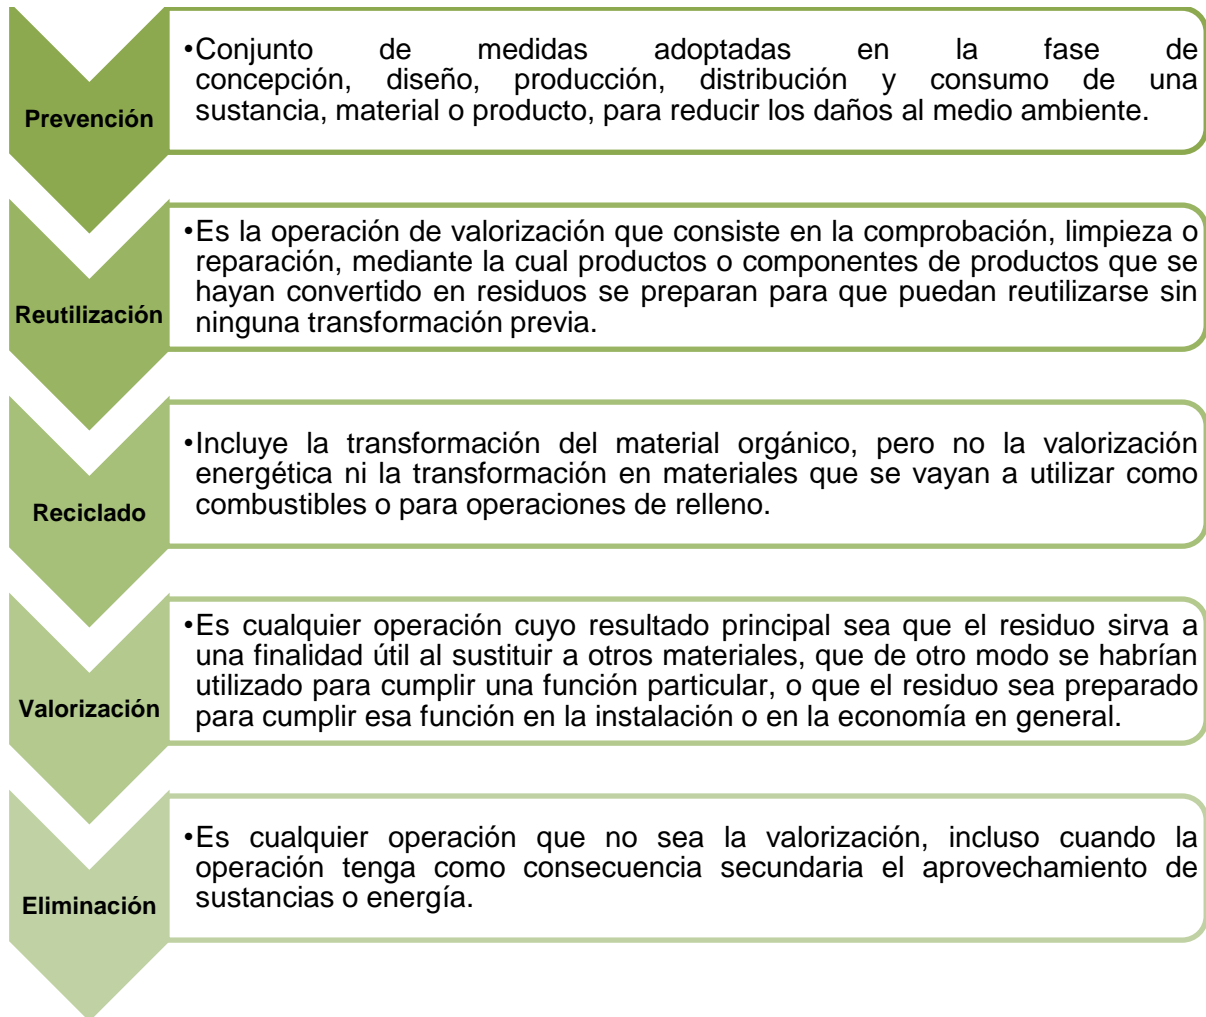 Prevención
•Conjunto de medidas adoptadas en la fase de
concepción, diseño, producción, distribución y consumo de una
sustancia, material o producto, para reducir los daños al medio ambiente.
Reutilización
•Es la operación de valorización que consiste en la comprobación, limpieza o
reparación, mediante la cual productos o componentes de productos que se
hayan convertido en residuos se preparan para que puedan reutilizarse sin
ninguna transformación previa.
Reciclado
•Incluye la transformación del material orgánico, pero no la valorización
energética ni la transformación en materiales que se vayan a utilizar como
combustibles o para operaciones de relleno.
Valorización
•Es cualquier operación cuyo resultado principal sea que el residuo sirva a
una finalidad útil al sustituir a otros materiales, que de otro modo se habrían
utilizado para cumplir una función particular, o que el residuo sea preparado
para cumplir esa función en la instalación o en la economía en general.
Eliminación
•Es cualquier operación que no sea la valorización, incluso cuando la
operación tenga como consecuencia secundaria el aprovechamiento de
sustancias o energía.